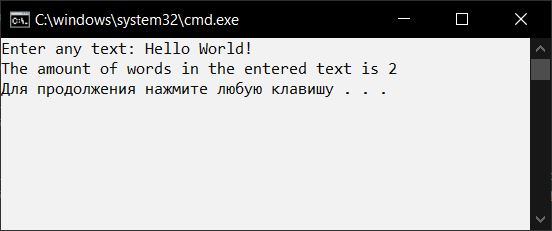 C:\windows\system32\cmd.exe
Enter any text: Hello World!
The amount of words in the entered text is 2
Для продолжения нажмите любую клавишу . . .